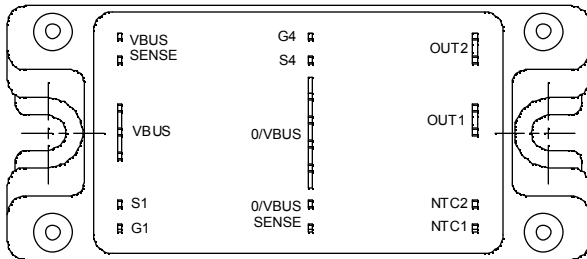 VBUS
SENSE
G4
S4
OUT2
VBUS
0/VBUS
OUT1
S1
G1
0/VBUS
SENSE
NTC2
NTC1